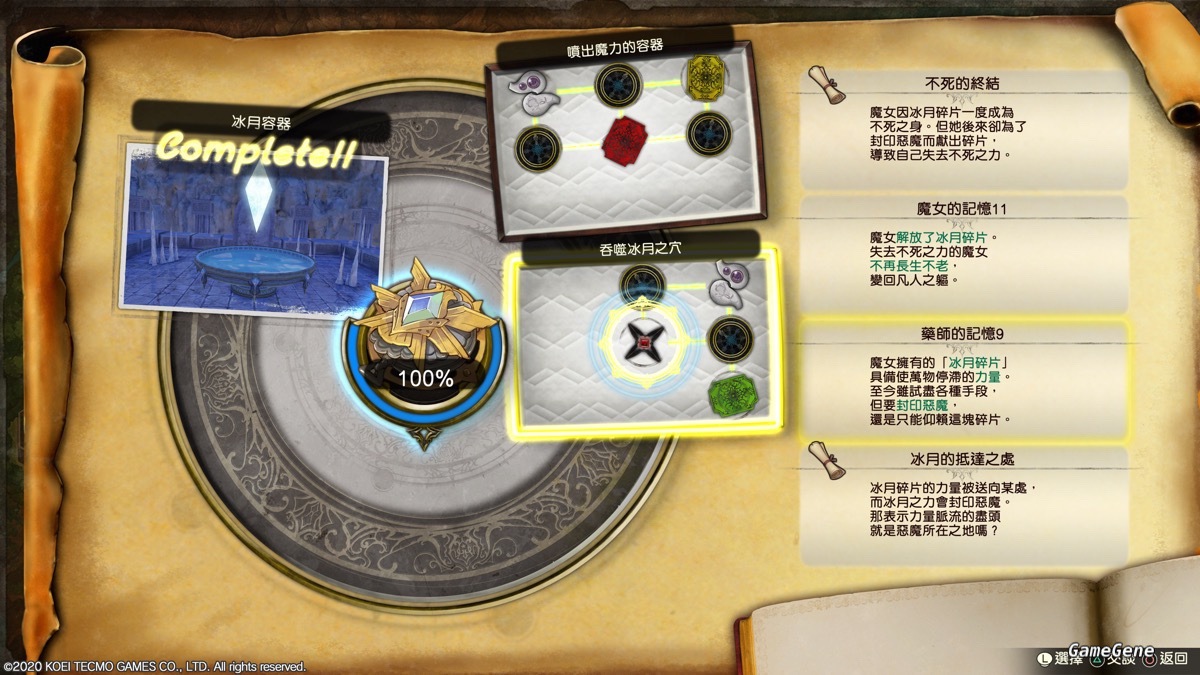 冰月容器
Complete!!
100%
噴出魔力的容器
吞噬冰月之穴
不死的終結
魔女因冰月碎片一度成為
不死之身。但她後來卻為了
封印惡魔而獻出碎片，
導致自己失去不死之力。
魔女的記憶11
魔女解放了冰月碎片。
失去不死之力的魔女
不再長生不老，
變回凡人之軀。
藥師的記憶9
魔女擁有的「冰月碎片」
具備使萬物停滯的力量。
至今雖試盡各種手段，
但要封印惡魔，
還是只能仰賴這塊碎片。
冰月的抵達之處
冰月碎片的力量被送向某處，
而冰月之力會封印惡魔。
那表示力量脈流的盡頭
就是惡魔所在之地嗎？
©2020 KOEI TECMO GAMES CO., LTD. All rights reserved.
GameGene
L選擇 交談 返回